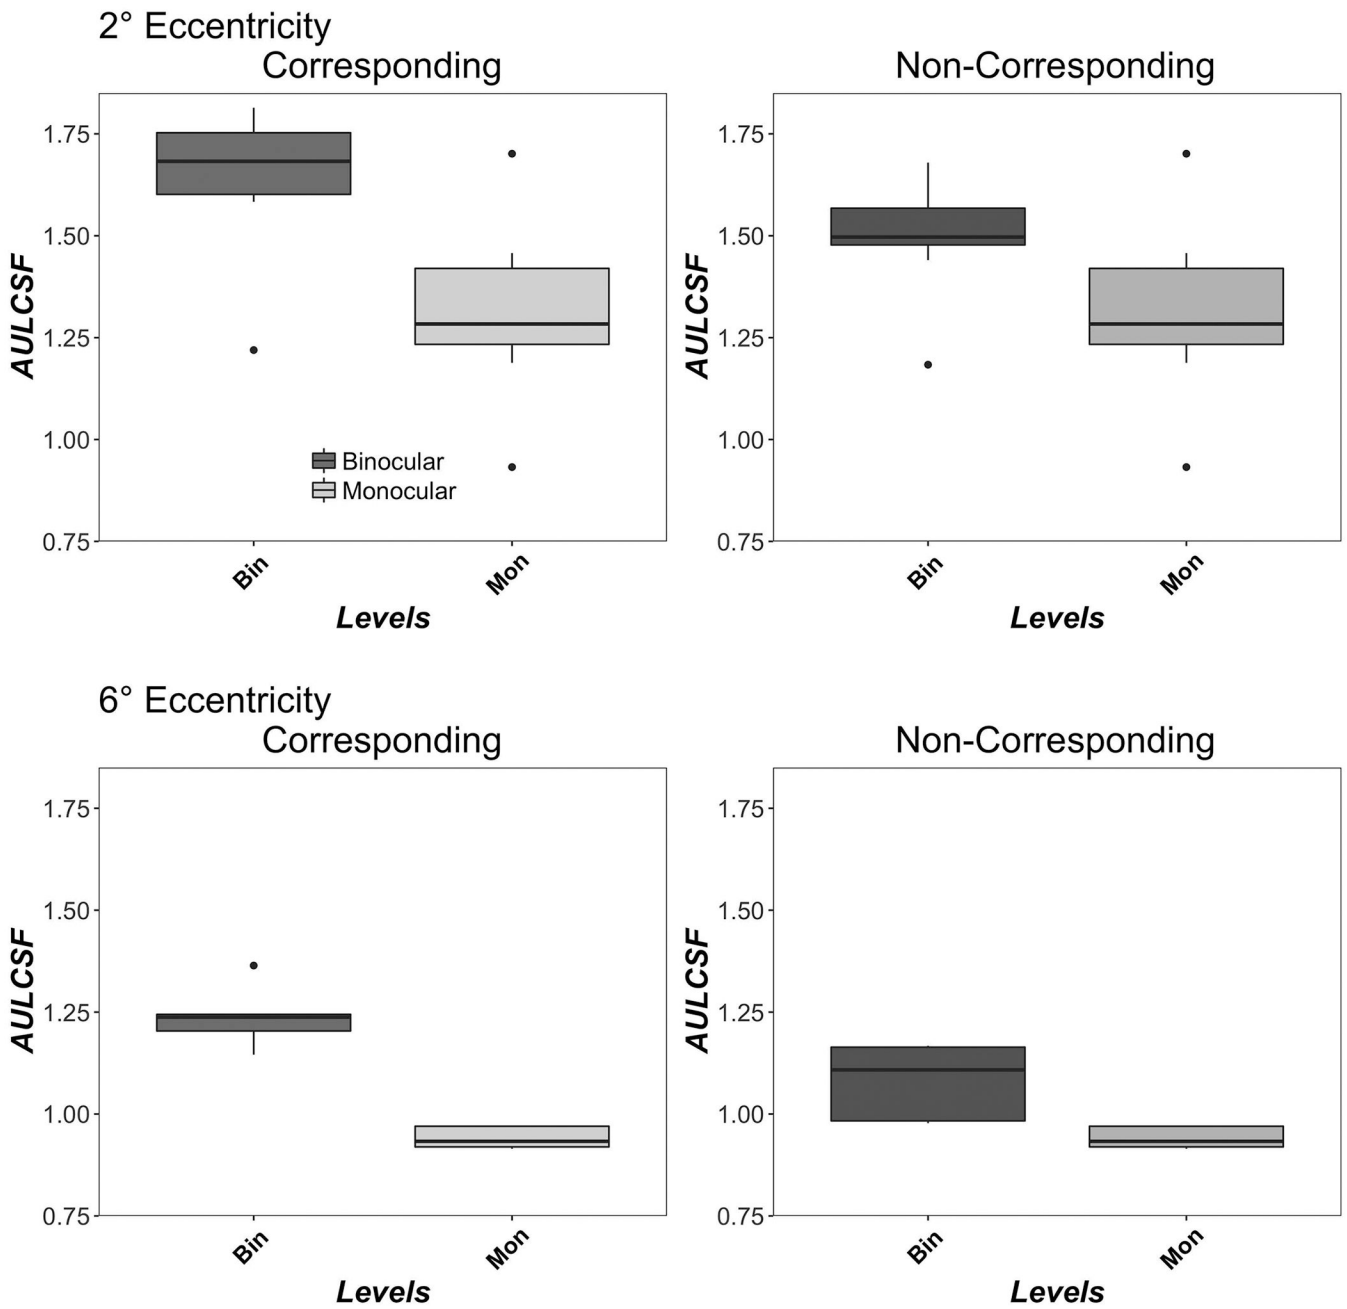 2° Eccentricity
Corresponding
Non-Corresponding
1.75
1.50
1.25
1.00
0.75
AULCSF
Binocular
Monocular
Bin
Mon
Levels
1.75
1.50
1.25
1.00
0.75
AULCSF
Bin
Mon
Levels
6° Eccentricity
Corresponding
Non-Corresponding
1.75
1.50
1.25
1.00
0.75
AULCSF
Bin
Mon
Levels
1.75
1.50
1.25
1.00
0.75
AULCSF
Bin
Mon
Levels